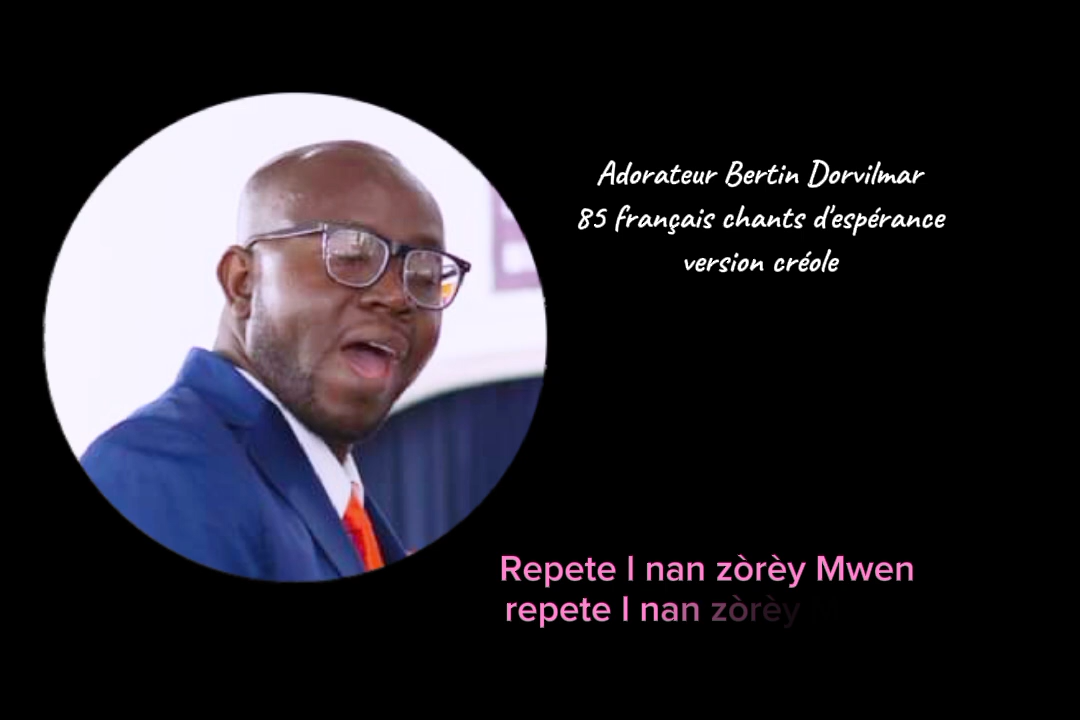 Adorateur Bertin Dorvilmar
85 français chants d'espérance
version créole
Repete l nan zòrèy Mwen
repete l nan zòrèy